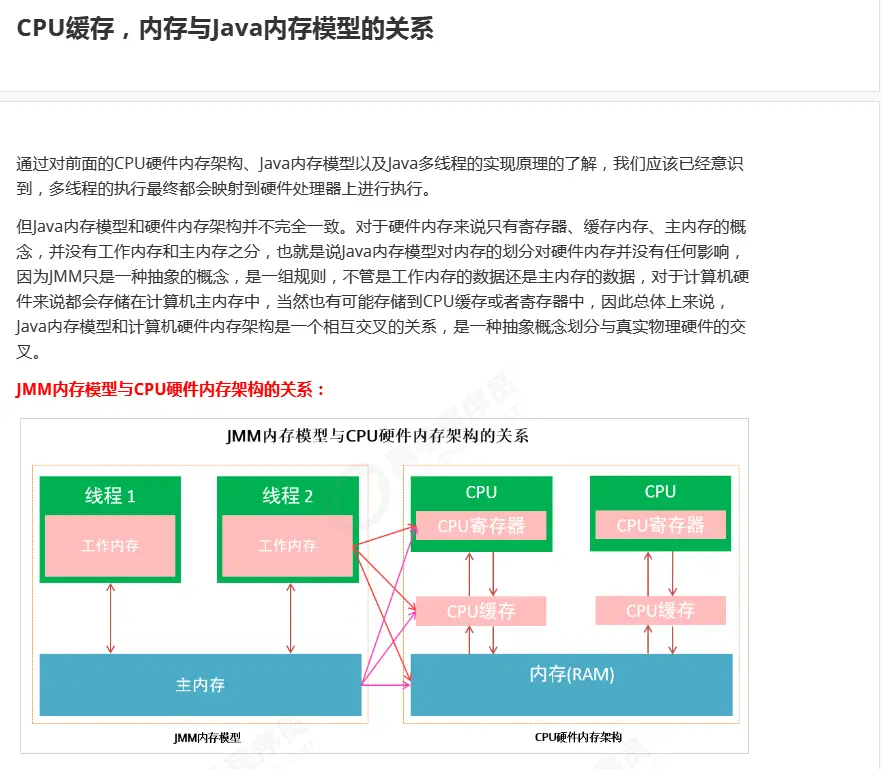 CPU缓存，内存与Java内存模型的关系
通过对前面的CPU硬件内存架构、Java内存模型以及Java多线程的实现原理的了解，我们应该已经意识
到，多线程的执行最终都会映射到硬件处理器上进行执行。
但Java内存模型和硬件内存架构并不完全一致。对于硬件内存来说只有寄存器、缓存内存、主内存的概
念，并没有工作内存和主内存之分，也就是说Java内存模型对内存的划分对硬件内存并没有任何影响，
因为JMM只是一种抽象的概念，是一组规则，不管是工作内存的数据还是主内存的数据，对于计算机硬
件来说都会存储在计算机主内存中，当然也有可能存储到CPU缓存或者寄存器中，因此总体上来说，
Java内存模型和计算机硬件内存架构是一个相互交叉的关系，是一种抽象概念划分与真实物理硬件的交
叉。
JMM内存模型与CPU硬件内存架构的关系：
JMM内存模型与CPU硬件内存架构的关系
线程 1
工作内存
线程 2
工作内存
主内存
JMM内存模型
CPU
CPU寄存器
CPU缓存
CPU
CPU寄存器
CPU缓存
内存(RAM)
CPU硬件内存架构